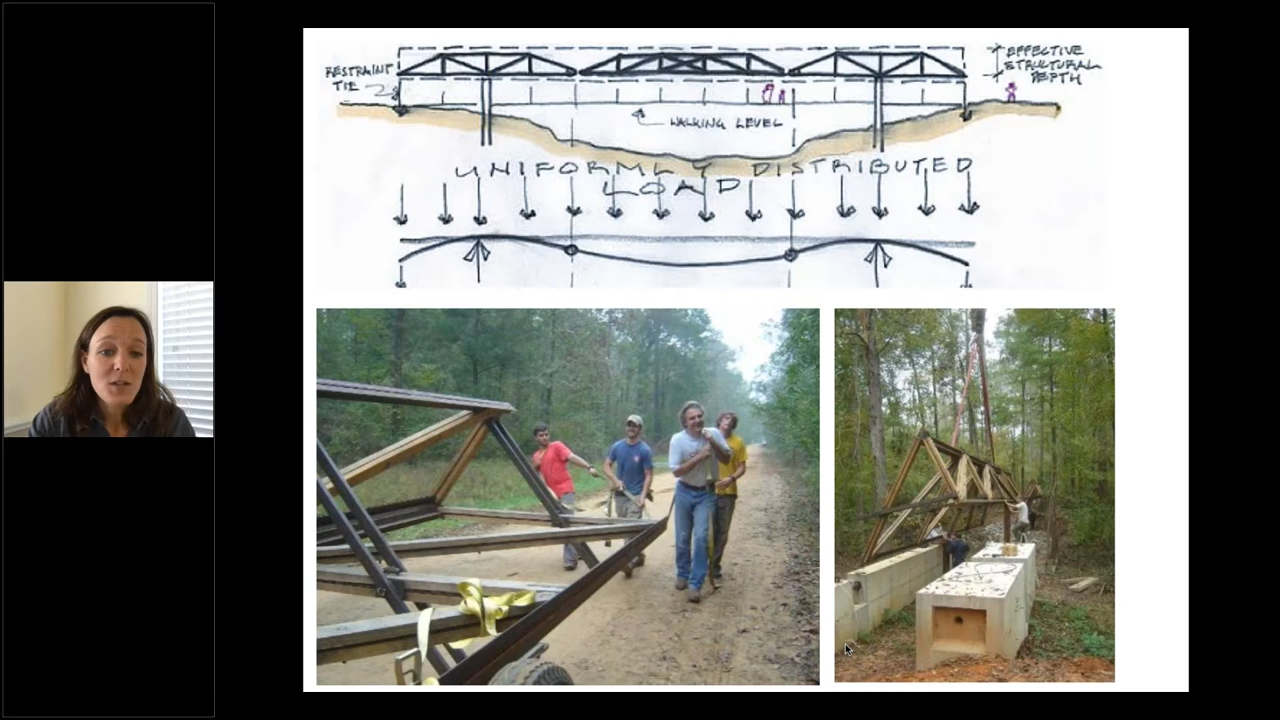 RESTRAINT
TIE
EFFECTIVE
STRUCTURAL
DEPTH
WALKING LEVEL
UNIFORMLY DISTRIBUTED
LOAD